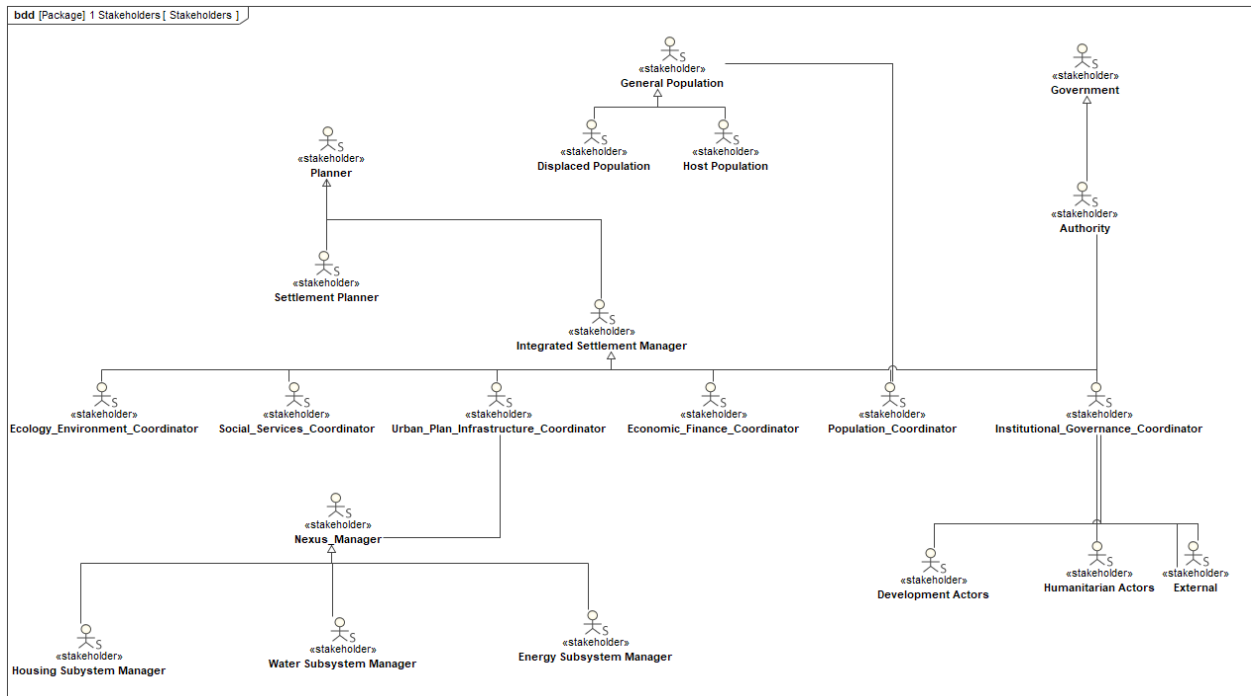 bdd [Package] 1 Stakeholders [ Stakeholders ]
S
«stakeholder»
General Population
S
«stakeholder»
Government
S
«stakeholder»
Displaced Population
S
«stakeholder»
Host Population
S
«stakeholder»
Planner
S
«stakeholder»
Authority
S
«stakeholder»
Settlement Planner
S
«stakeholder»
Integrated Settlement Manager
S
«stakeholder»
Ecology_Environment_Coordinator
S
«stakeholder»
Social_Services_Coordinator
S
«stakeholder»
Urban_Plan_Infrastructure_Coordinator
S
«stakeholder»
Economic_Finance_Coordinator
S
«stakeholder»
Population_Coordinator
S
«stakeholder»
Institutional_Governance_Coordinator
S
«stakeholder»
Nexus_Manager
S
«stakeholder»
Development Actors
S
«stakeholder»
Humanitarian Actors
S
«stakeholder»
External
S
«stakeholder»
Housing Subystem Manager
S
«stakeholder»
Water Subsystem Manager
S
«stakeholder»
Energy Subsystem Manager